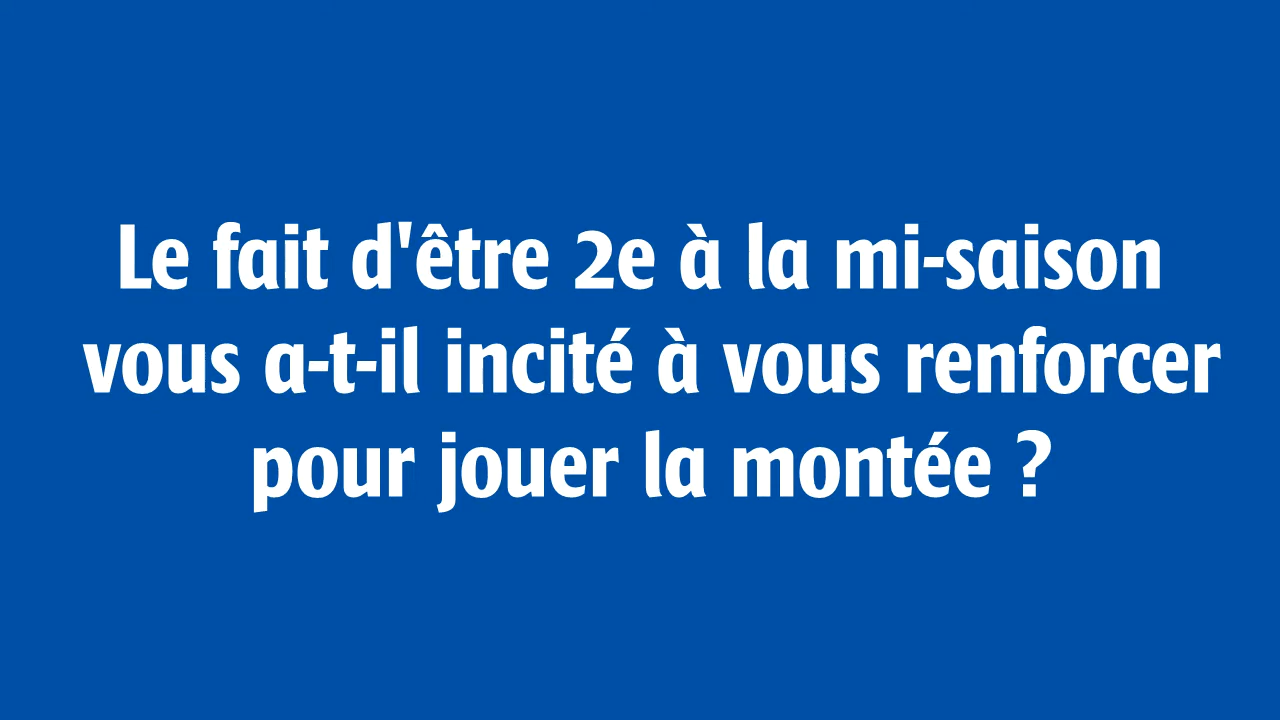 Le fait d'être 2e à la mi-saison
vous a-t-il incité à vous renforcer
pour jouer la montée ?